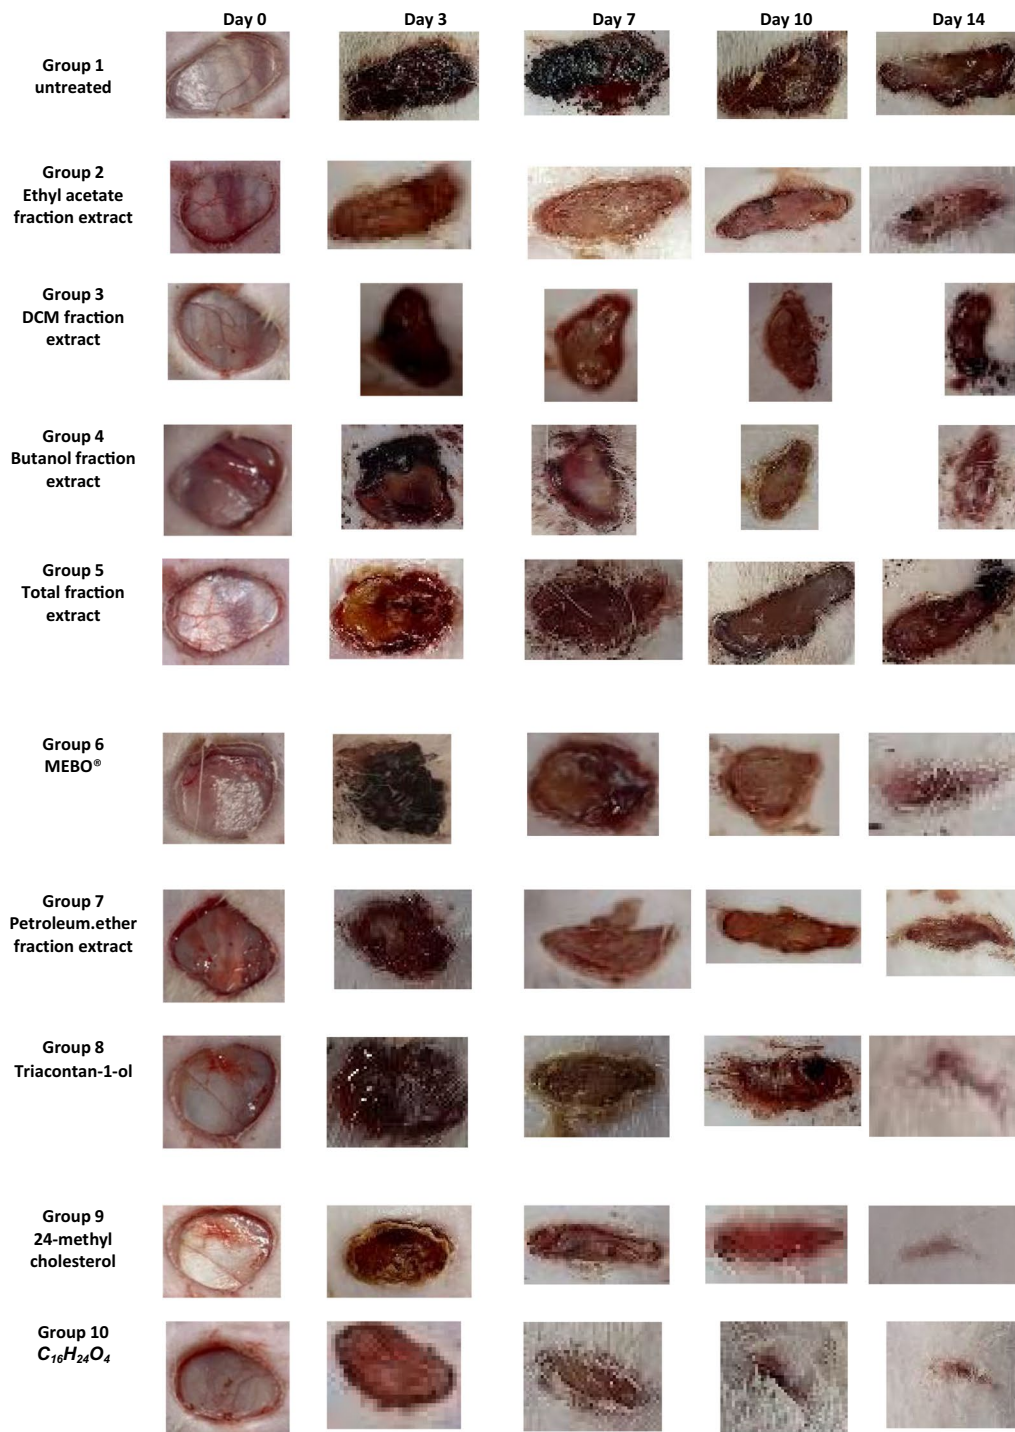 Day 0 Day 3 Day 7 Day 10 Day 14
Group 1
untreated
Group 2
Ethyl acetate
fraction extract
Group 3
DCM fraction
extract
Group 4
Butanol fraction
extract
Group 5
Total fraction
extract
Group 6
MEBO®
Group 7
Petroleum.ether
fraction extract
Group 8
Triacontan-1-ol
Group 9
24-methyl
cholesterol
Group 10
C₁₆H₂₄O₄